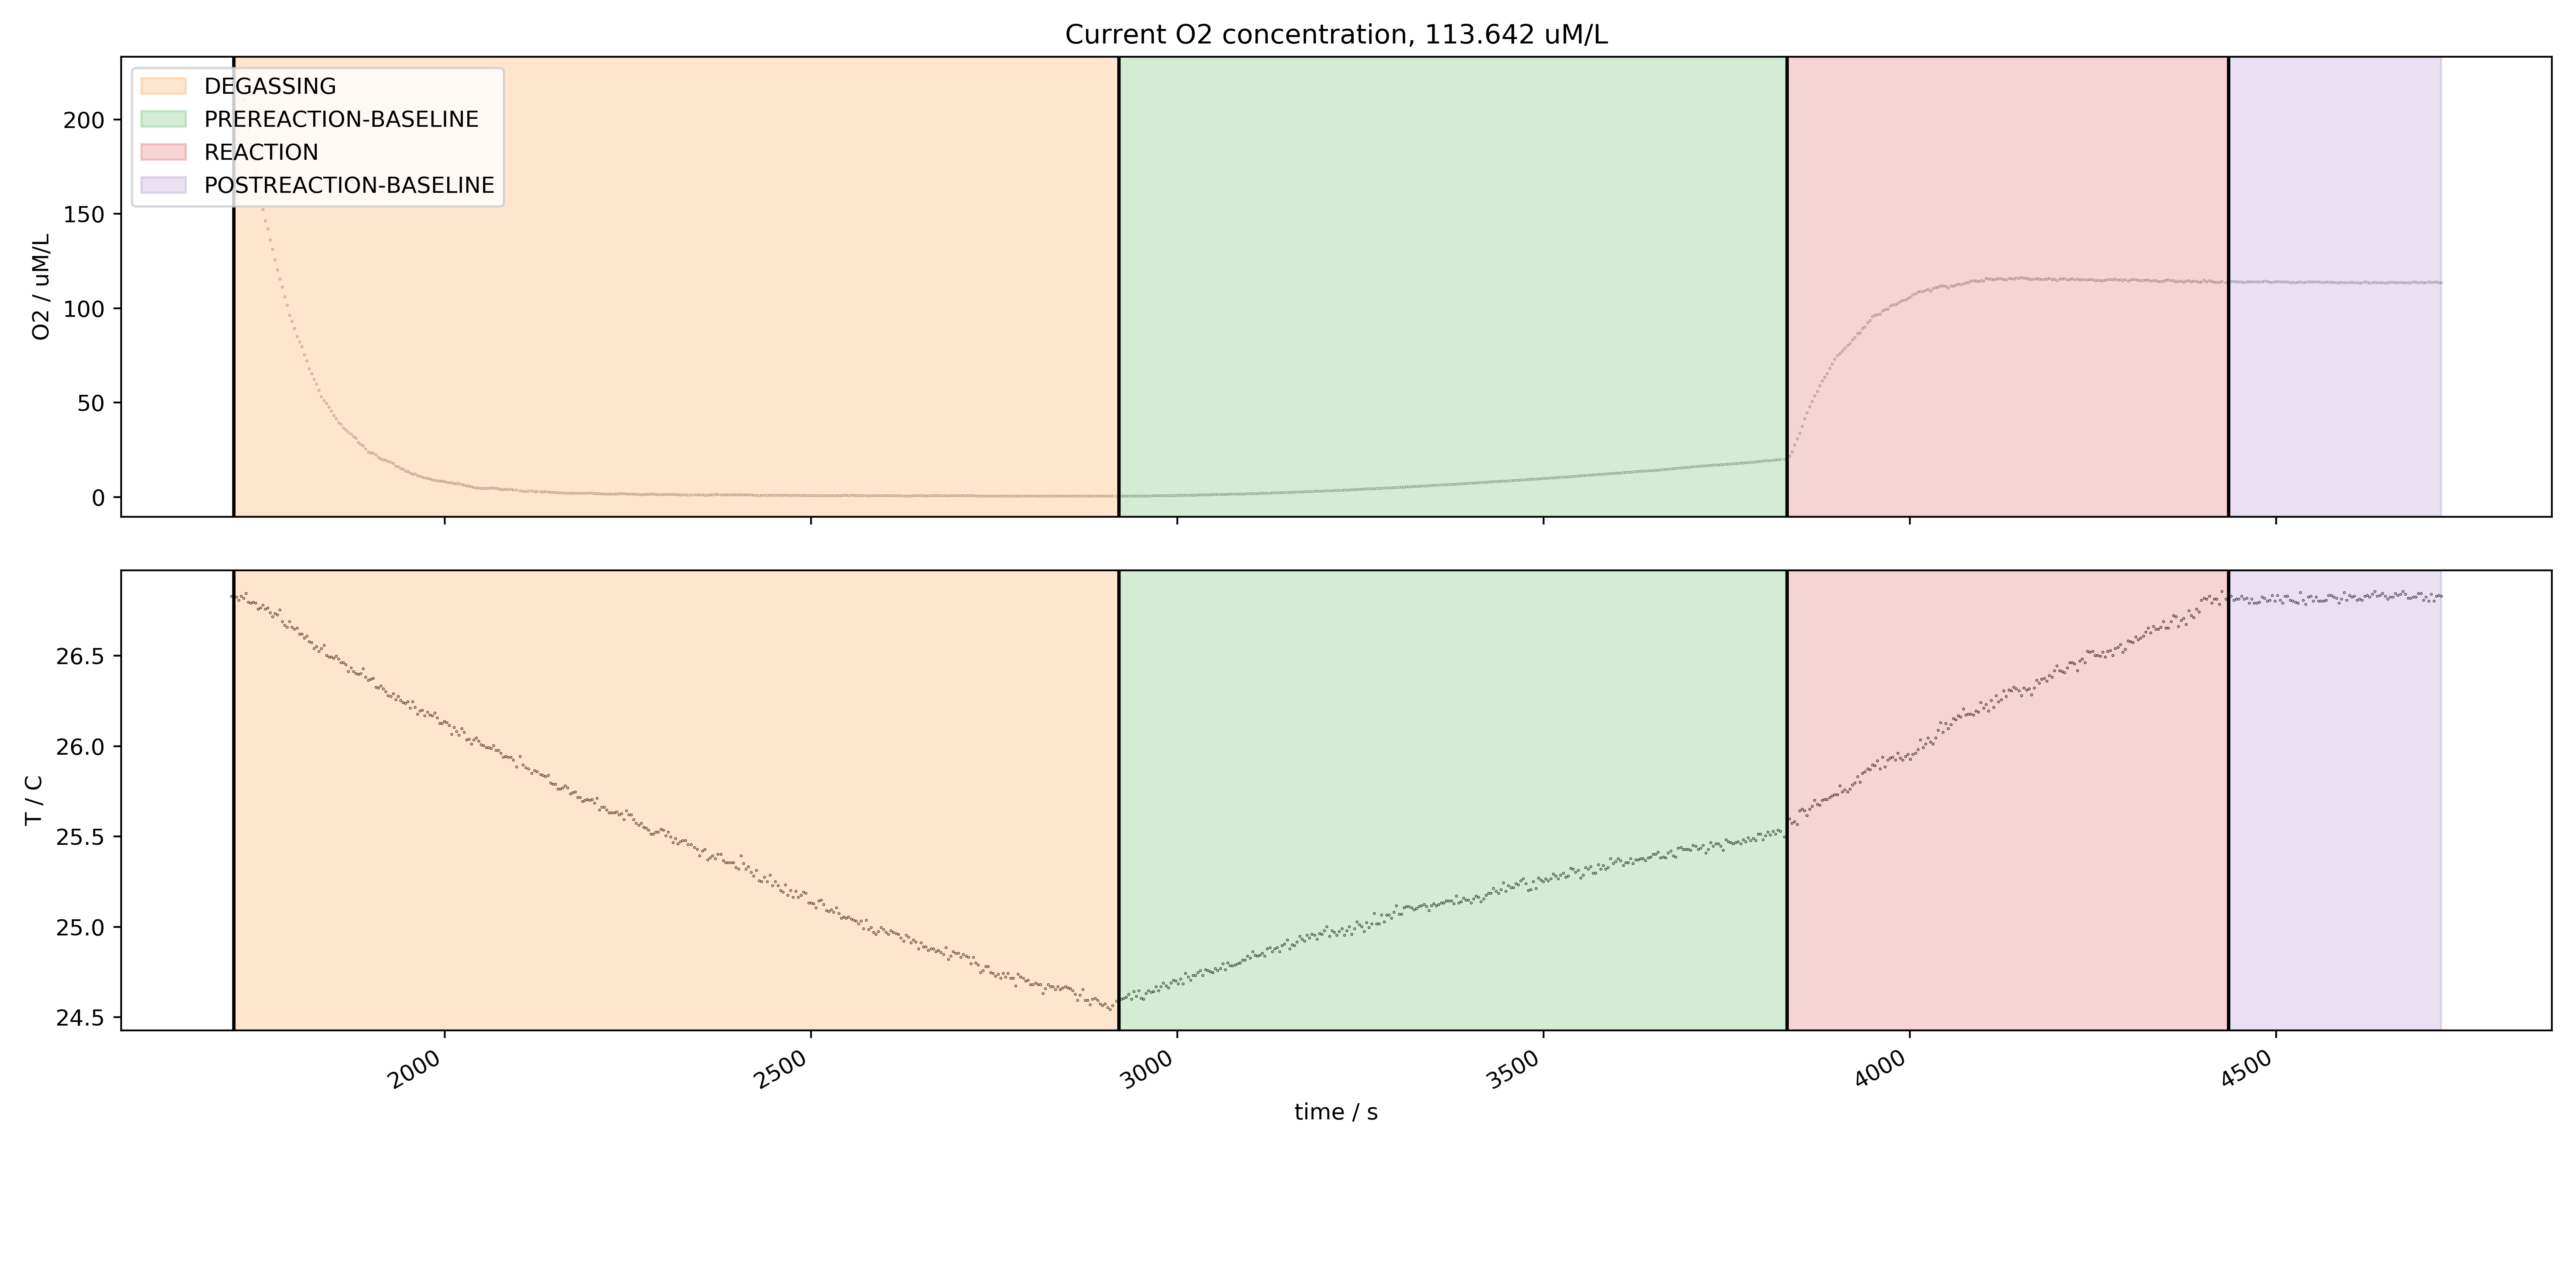 Current O2 concentration, 113.642 uM/L
DEGASSING
PREREACTION-BASELINE
REACTION
POSTREACTION-BASELINE
200
150
100
50
0
O2 / uM/L
26.5
26.0
25.5
25.0
24.5
T / C
2000
2500
3000
3500
4000
4500
time / s